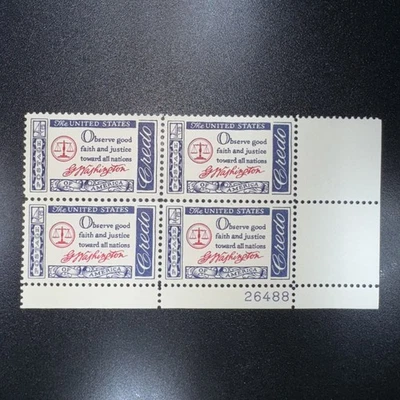 The UNITED STATES
Observe good
faith and justice
toward all nations
G Washington
OF AMERICA
Credo
The UNITED STATES
Observe good
faith and justice
toward all nations
G Washington
OF AMERICA
Credo
The UNITED STATES
Observe good
faith and justice
toward all nations
G Washington
OF AMERICA
Credo
The UNITED STATES
Observe good
faith and justice
toward all nations
G Washington
OF AMERICA
Credo
26488